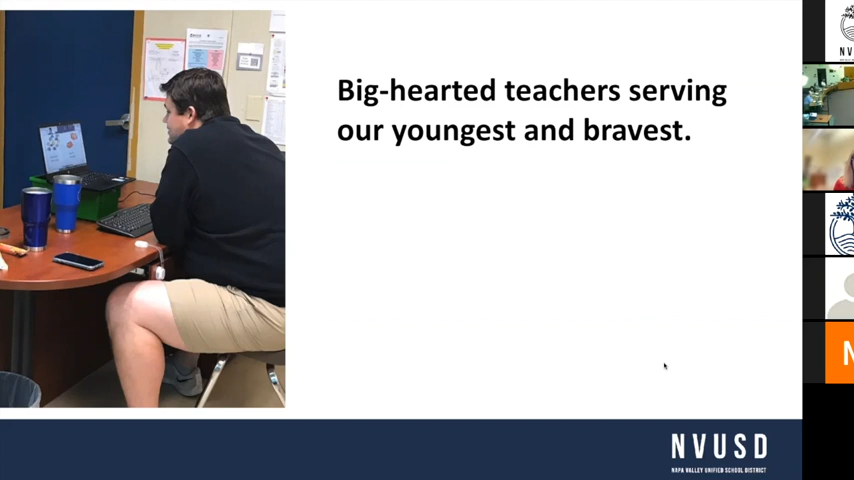 Big-hearted teachers serving
our youngest and bravest.
NVUSD
NAPA VALLEY UNIFIED SCHOOL DISTRICT